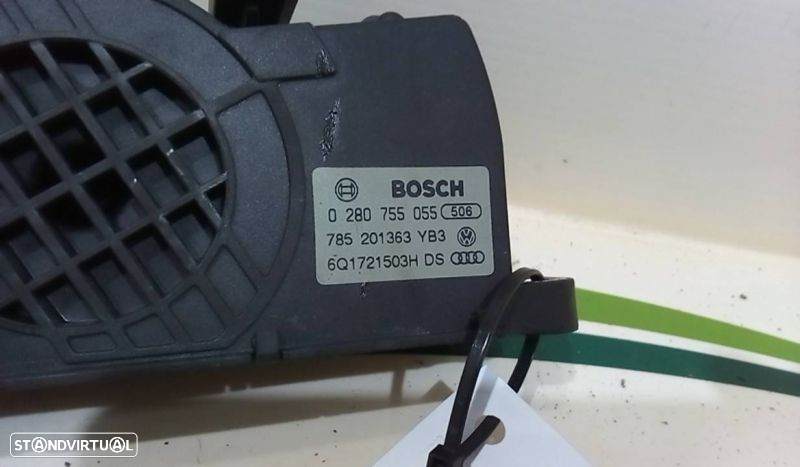 BOSCH
0 280 755 055 506
785 201363 YB3
6Q1721503H DS
STANDVIRTUAL